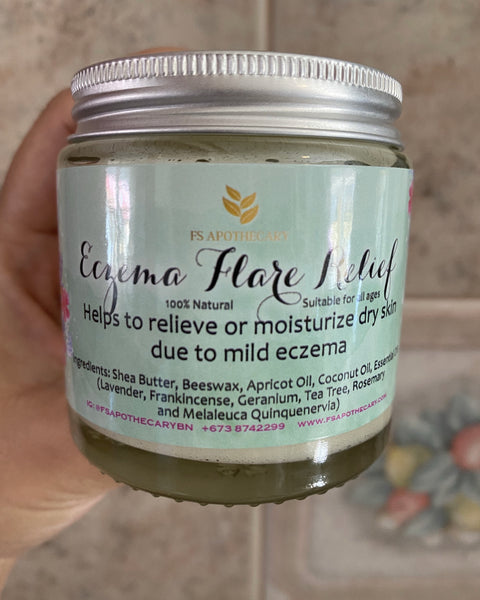 FS APOTHECARY
Eczema Flare Relief
100% Natural Suitable for all ages
Helps to relieve or moisturize dry skin
due to mild eczema
Ingredients: Shea Butter, Beeswax, Apricot Oil, Coconut Oil, Essential
(Lavender, Frankincense, Geranium, Tea Tree, Rosemary
and Melaleuca Quinquenervia)
IG:@FSAPOTHECARYBN +673 8742299 WWW.FSAPOTHECARY.COM